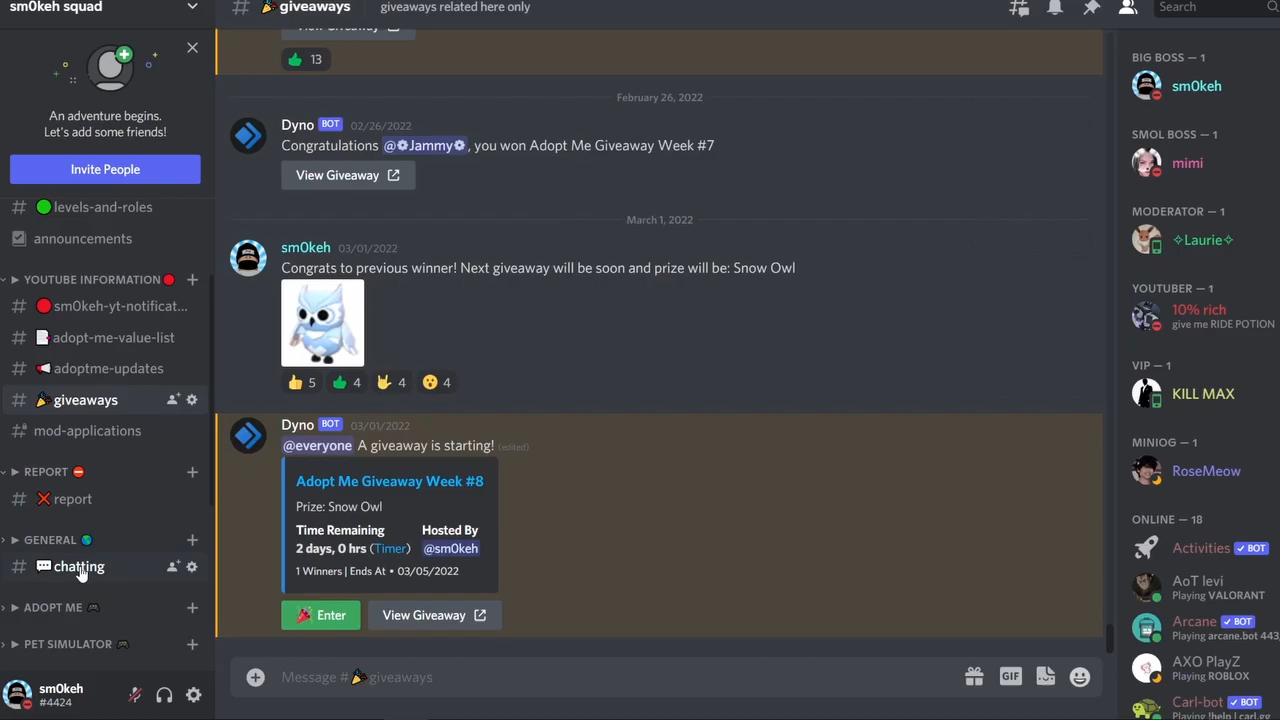 sm0keh squad
An adventure begins.
Let's add some friends!
Invite People
# levels-and-roles
announcements
YOUTUBE INFORMATION
# sm0keh-yt-notificat...
# adopt-me-value-list
# adoptme-updates
# giveaways
# mod-applications
REPORT
# report
GENERAL
# chatting
ADOPT ME
PET SIMULATOR
sm0keh
#4424
# giveaways giveaways related here only
Search
View Giveaway
13
February 26, 2022
Dyno BOT 02/26/2022
Congratulations @❁Jammy❁, you won Adopt Me Giveaway Week #7
View Giveaway
March 1, 2022
sm0keh 03/01/2022
Congrats to previous winner! Next giveaway will be soon and prize will be: Snow Owl
5 4 4 4
Dyno BOT 03/01/2022
@everyone A giveaway is starting! (edited)
Adopt Me Giveaway Week #8
Prize: Snow Owl
Time Remaining Hosted By
2 days, 0 hrs (Timer) @sm0keh
1 Winners | Ends At • 03/05/2022
Enter View Giveaway
Message # giveaways
GIF
BIG BOSS — 1
sm0keh
SMOL BOSS — 1
mimi
MODERATOR — 1
✧Laurie✧
YOUTUBER — 1
10% rich
give me RIDE POTION
VIP — 1
KILL MAX
MINIOG — 1
RoseMeow
ONLINE — 18
Activities ✓ BOT
AoT levi
Playing VALORANT
Arcane ✓ BOT
Playing arcane.bot 443,
AXO PlayZ
Playing ROBLOX
Carl-bot ✓ BOT
Playing !help | carl.gg